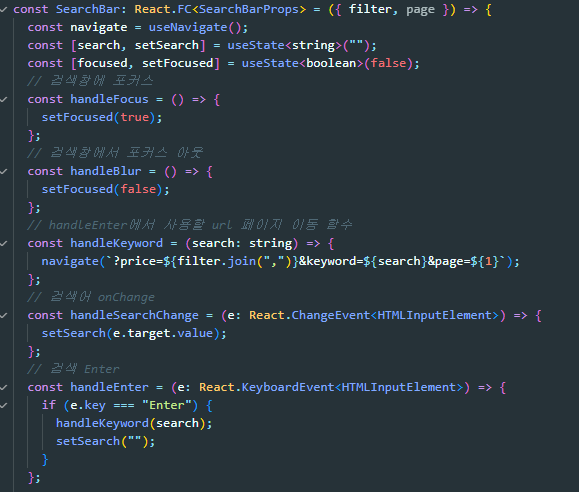 const SearchBar: React.FC<SearchBarProps> = ({ filter, page }) => {
const navigate = useNavigate();
const [search, setSearch] = useState<string>("");
const [focused, setFocused] = useState<boolean>(false);
// 검색창에 포커스
const handleFocus = () => {
setFocused(true);
};
// 검색창에서 포커스 아웃
const handleBlur = () => {
setFocused(false);
};
// handleEnter에서 사용할 url 페이지 이동 함수
const handleKeyword = (search: string) => {
navigate(`?price=${filter.join(",")}&keyword=${search}&page=${1}`);
};
// 검색어 onChange
const handleSearchChange = (e: React.ChangeEvent<HTMLInputElement>) => {
setSearch(e.target.value);
};
// 검색 Enter
const handleEnter = (e: React.KeyboardEvent<HTMLInputElement>) => {
if (e.key === "Enter") {
handleKeyword(search);
setSearch("");
}
};